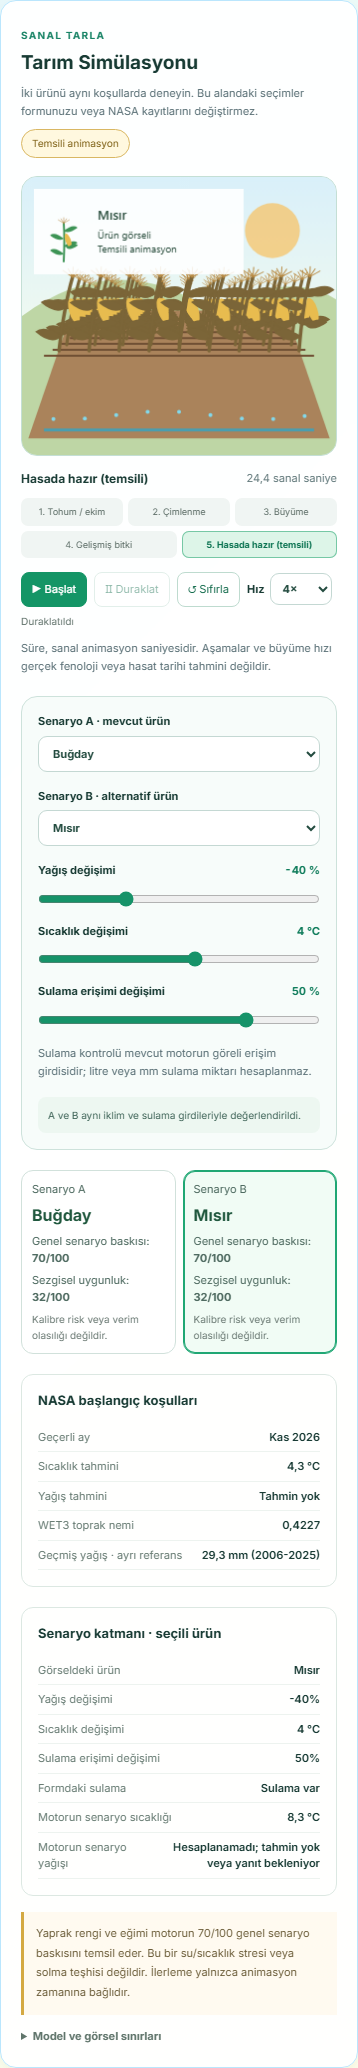 SANAL TARLA
Tarım Simülasyonu
İki ürünü aynı koşullarda deneyin. Bu alandaki seçimler
formunuzu veya NASA kayıtlarını değiştirmez.
Temsili animasyon
Mısır
Ürün görseli
Temsili animasyon
Hasada hazır (temsili)
24,4 sanal saniye
1. Tohum / ekim
2. Çimlenme
3. Büyüme
4. Gelişmiş bitki
5. Hasada hazır (temsili)
▶ Başlat
Ⅱ Duraklat
↺ Sıfırla
Hız
4×
Duraklatıldı
Süre, sanal animasyon saniyesidir. Aşamalar ve büyüme hızı
gerçek fenoloji veya hasat tarihi tahmini değildir.
Senaryo A · mevcut ürün
Buğday
Senaryo B · alternatif ürün
Mısır
Yağış değişimi
-40 %
Sıcaklık değişimi
4 °C
Sulama erişimi değişimi
50 %
Sulama kontrolü mevcut motorun göreli erişim
girdisidir; litre veya mm sulama miktarı hesaplanmaz.
A ve B aynı iklim ve sulama girdileriyle değerlendirildi.
Senaryo A
Buğday
Genel senaryo baskısı:
70/100
Sezgisel uygunluk:
32/100
Kalibre risk veya verim
olasılığı değildir.
Senaryo B
Mısır
Genel senaryo baskısı:
70/100
Sezgisel uygunluk:
32/100
Kalibre risk veya verim
olasılığı değildir.
NASA başlangıç koşulları
Geçerli ay
Kas 2026
Sıcaklık tahmini
4,3 °C
Yağış tahmini
Tahmin yok
WET3 toprak nemi
0,4227
Geçmiş yağış · ayrı referans
29,3 mm (2006-2025)
Senaryo katmanı · seçili ürün
Görseldeki ürün
Mısır
Yağış değişimi
-40%
Sıcaklık değişimi
4 °C
Sulama erişimi değişimi
50%
Formdaki sulama
Sulama var
Motorun senaryo sıcaklığı
8,3 °C
Motorun senaryo
yağışı
Hesaplanamadı; tahmin yok
veya yanıt bekleniyor
Yaprak rengi ve eğimi motorun 70/100 genel senaryo
baskısını temsil eder. Bu bir su/sıcaklık stresi veya
solma teşhisi değildir. İlerleme yalnızca animasyon
zamanına bağlıdır.
▶ Model ve görsel sınırları